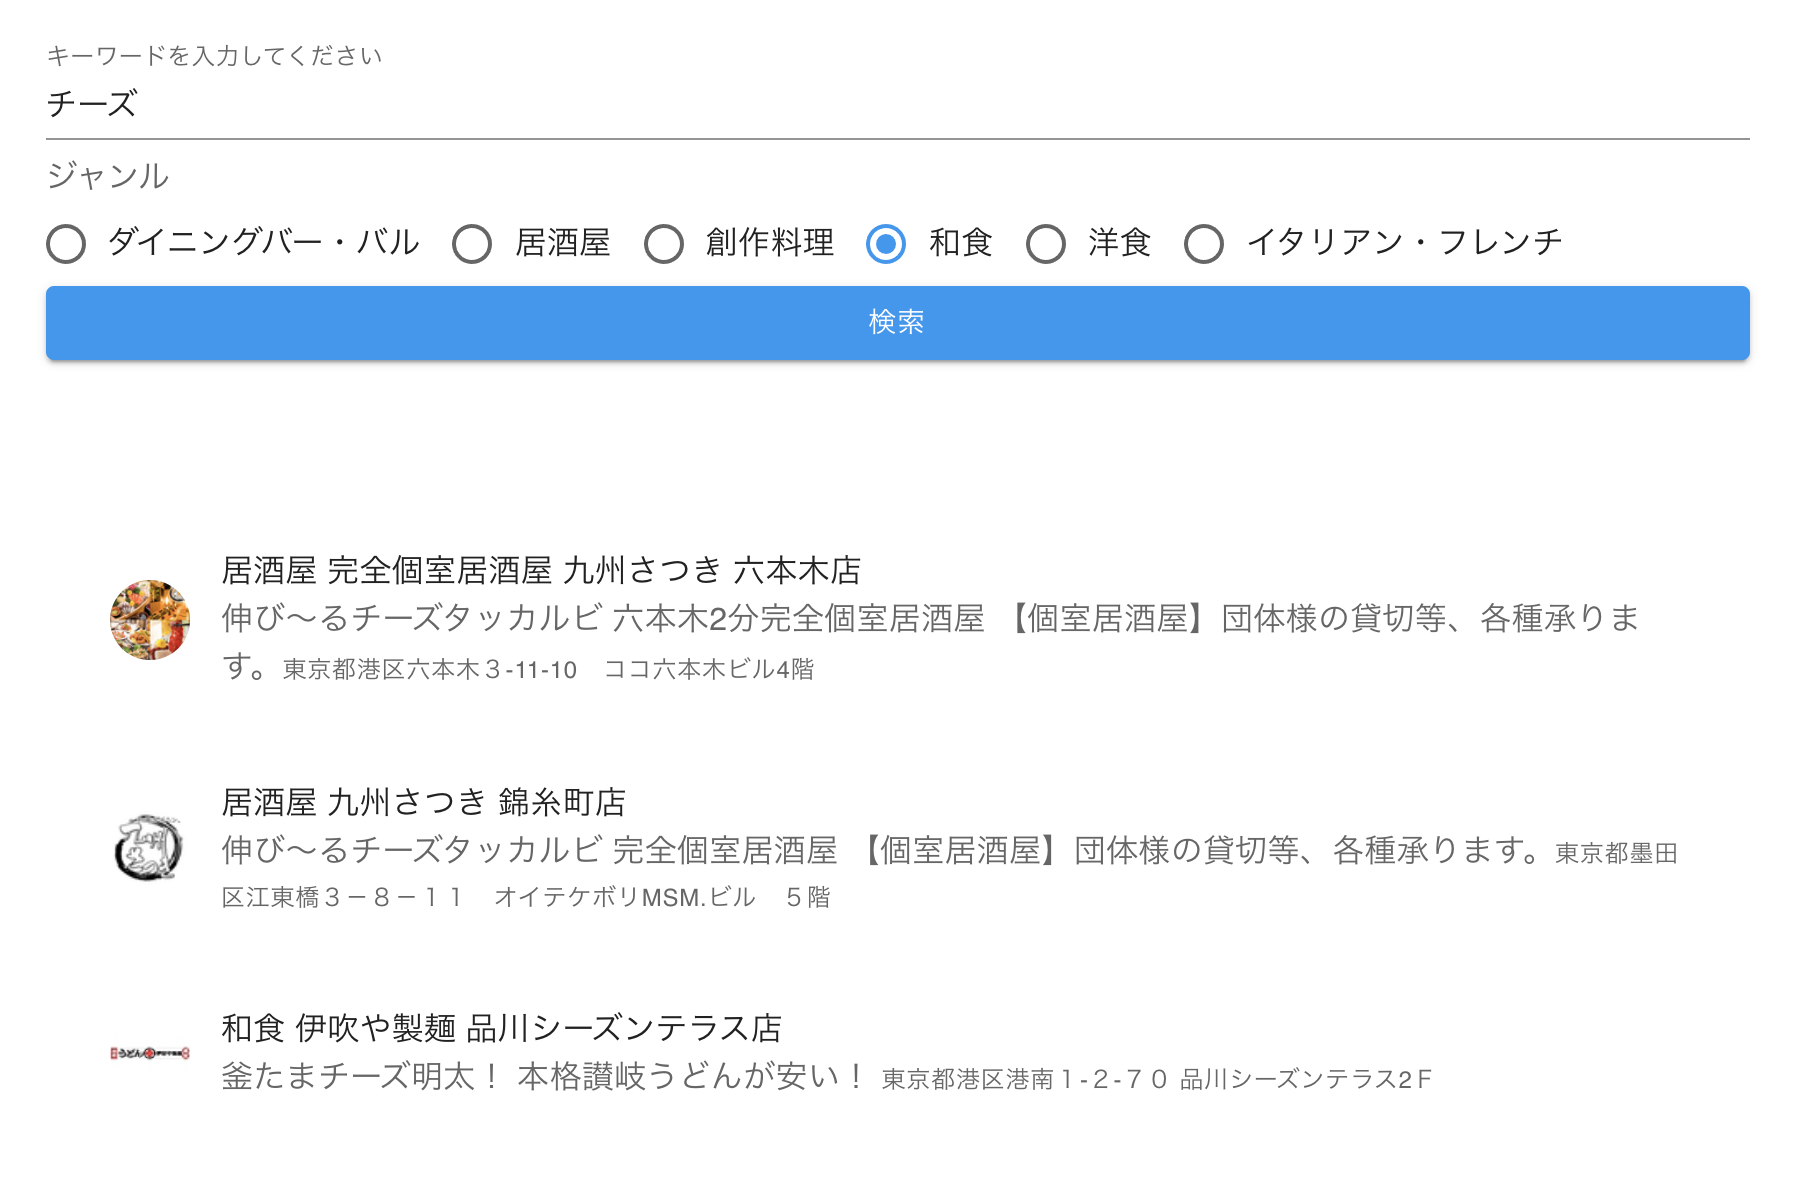 キーワードを入力してください
チーズ
ジャンル
ダイニングバー・バル 居酒屋 創作料理 和食 洋食 イタリアン・フレンチ
検索
居酒屋 完全個室居酒屋 九州さつき 六本木店
伸び〜るチーズタッカルビ 六本木2分完全個室居酒屋 【個室居酒屋】団体様の貸切等、各種承りま
す。 東京都港区六本木３-11-10　ココ六本木ビル4階
居酒屋 九州さつき 錦糸町店
伸び〜るチーズタッカルビ 完全個室居酒屋 【個室居酒屋】団体様の貸切等、各種承ります。 東京都墨田
区江東橋３－８－１１　オイテケボリMSM.ビル　５階
和食 伊吹や製麺 品川シーズンテラス店
うどん
釜たまチーズ明太！ 本格讃岐うどんが安い！ 東京都港区港南１-２-７０ 品川シーズンテラス2Ｆ